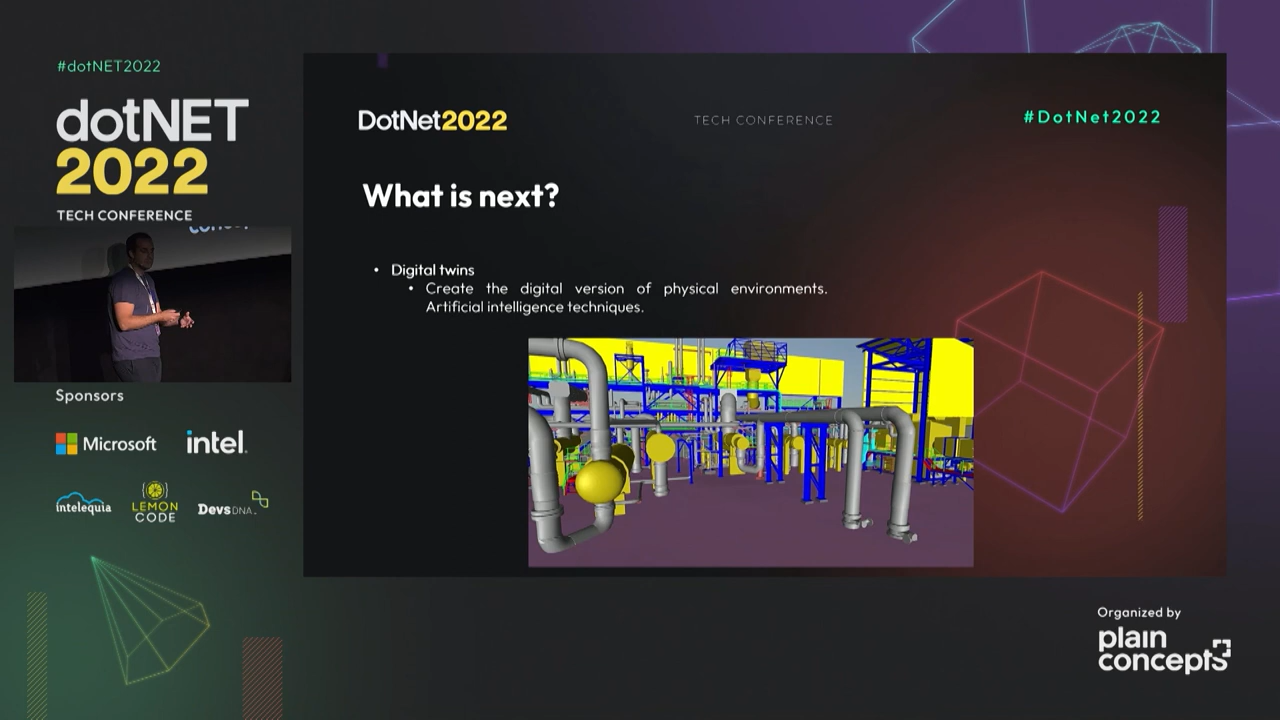 #dotNET2022
dotNET
2022
TECH CONFERENCE
Sponsors
Microsoft
intel.
intelequia
LEMON
CODE
DevsDNA
DotNet2022
TECH CONFERENCE
#DotNet2022
What is next?
• Digital twins
• Create the digital version of physical environments.
Artificial intelligence techniques.
Organized by
plain
concepts